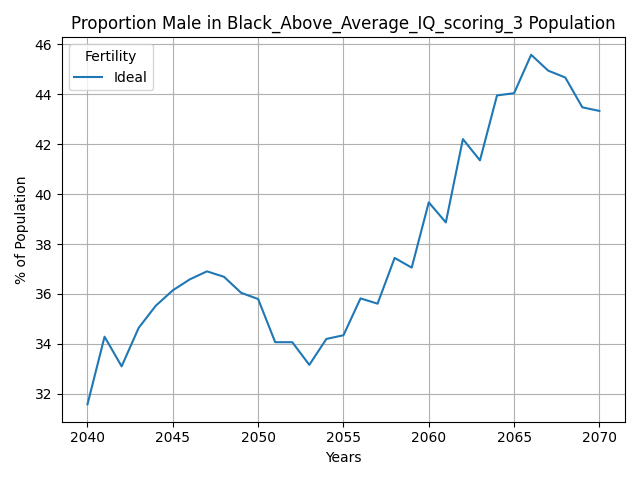 Proportion Male in Black_Above_Average_IQ_scoring_3 Population
Fertility
Ideal
% of Population
46
44
42
40
38
36
34
32
2040 2045 2050 2055 2060 2065 2070
Years